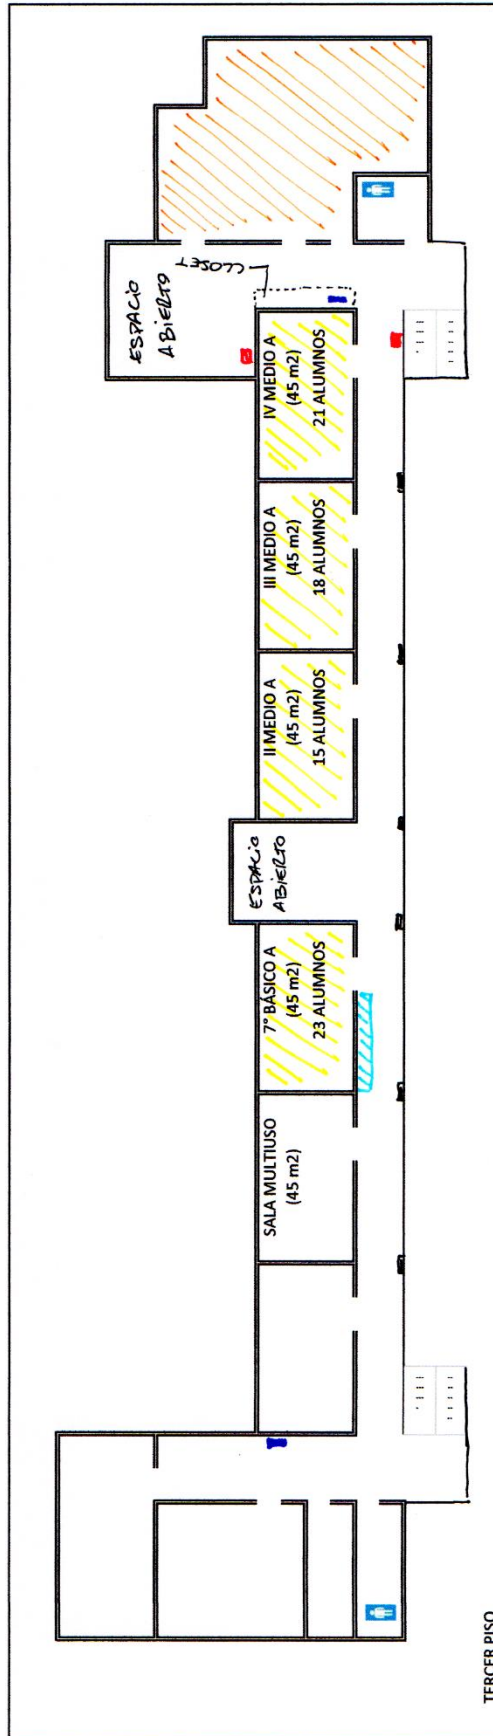 TERCER PISO
SALA MULTIUSO
(45 m2)
7° BÁSICO A
(45 m2)
23 ALUMNOS
ESPACIO
ABIERTO
II MEDIO A
(45 m2)
15 ALUMNOS
III MEDIO A
(45 m2)
18 ALUMNOS
IV MEDIO A
(45 m2)
21 ALUMNOS
ESPACIO
ABIERTO
CLOSET